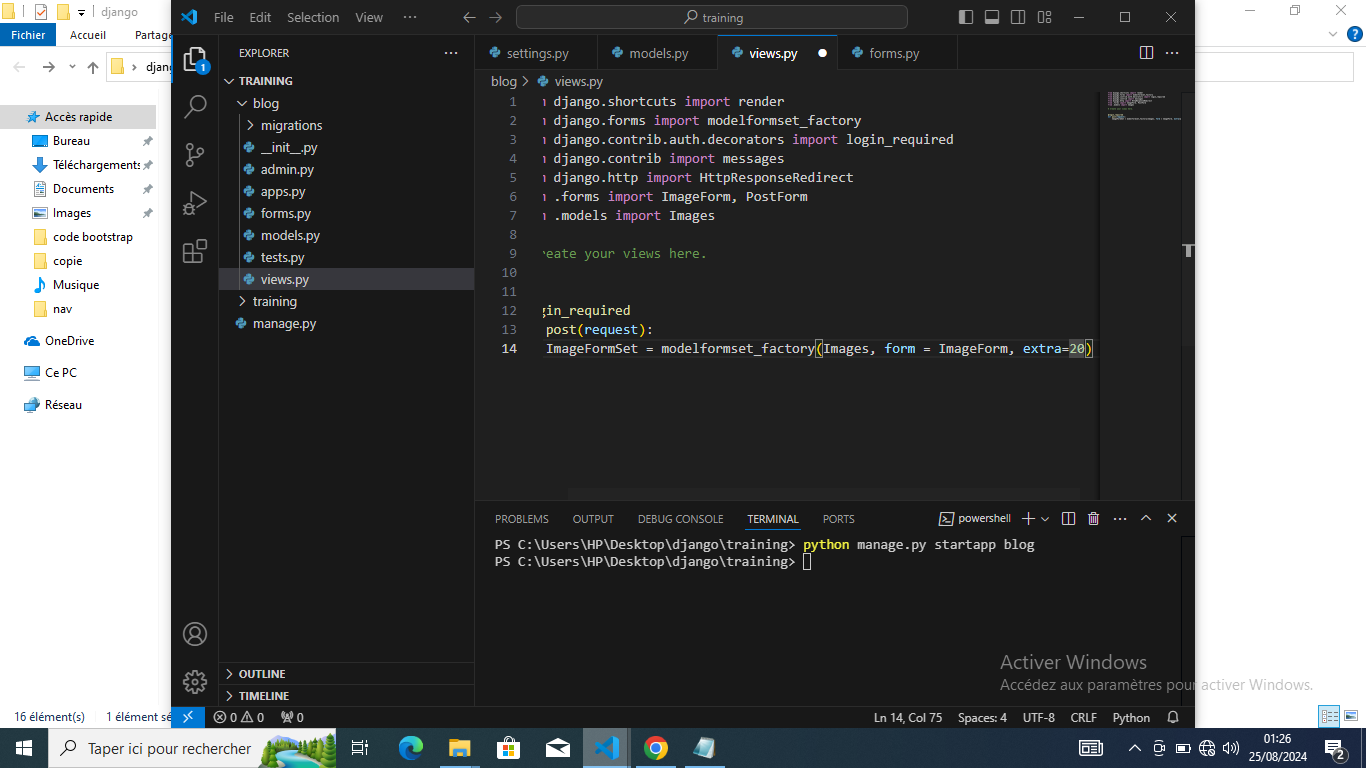 django
Fichier
Accueil
Partage
djang
Accès rapide
Bureau
Téléchargements
Documents
Images
code bootstrap
copie
Musique
nav
OneDrive
Ce PC
Réseau
16 élément(s)
1 élément sé
File Edit Selection View ···
training
EXPLORER
TRAINING
blog
migrations
__init__.py
admin.py
apps.py
forms.py
models.py
tests.py
views.py
training
manage.py
OUTLINE
TIMELINE
settings.py
models.py
views.py
forms.py
blog > views.py
1 django.shortcuts import render
2 django.forms import modelformset_factory
3 django.contrib.auth.decorators import login_required
4 django.contrib import messages
5 django.http import HttpResponseRedirect
6 .forms import ImageForm, PostForm
7 .models import Images
8
9 eate your views here.
10
11
12 gin_required
13 post(request):
14 ImageFormSet = modelformset_factory(Images, form = ImageForm, extra=20)
PROBLEMS OUTPUT DEBUG CONSOLE TERMINAL PORTS
powershell
PS C:\Users\HP\Desktop\django\training> python manage.py startapp blog
PS C:\Users\HP\Desktop\django\training>
Activer Windows
Accédez aux paramètres pour activer Windows.
0 0 0
Ln 14, Col 75 Spaces: 4 UTF-8 CRLF Python
Taper ici pour rechercher
01:26
25/08/2024
1
2